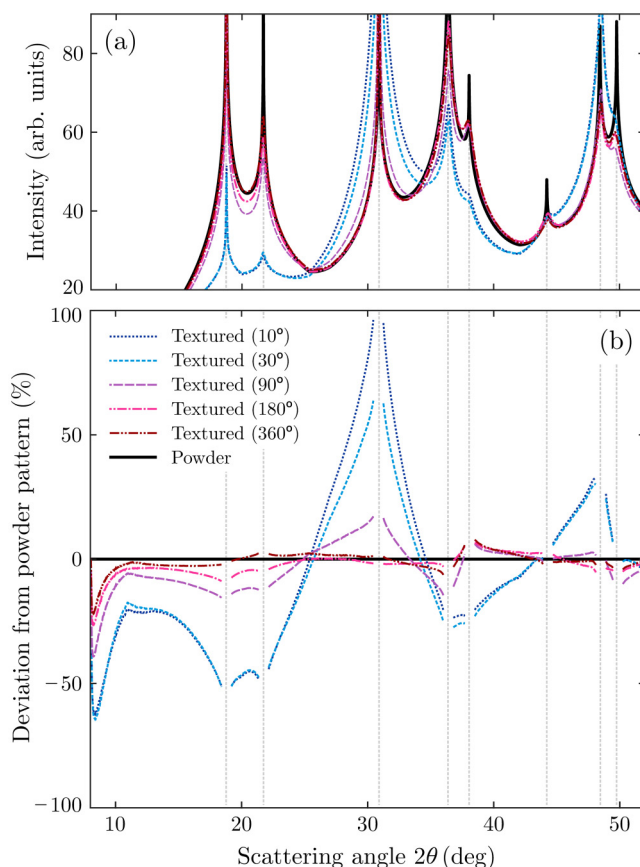 (a)
Intensity (arb. units)
80
60
40
20
(b)
Deviation from powder pattern (%)
100
50
0
−50
−100
Textured (10°)
Textured (30°)
Textured (90°)
Textured (180°)
Textured (360°)
Powder
10
20
30
40
50
Scattering angle 2θ (deg)